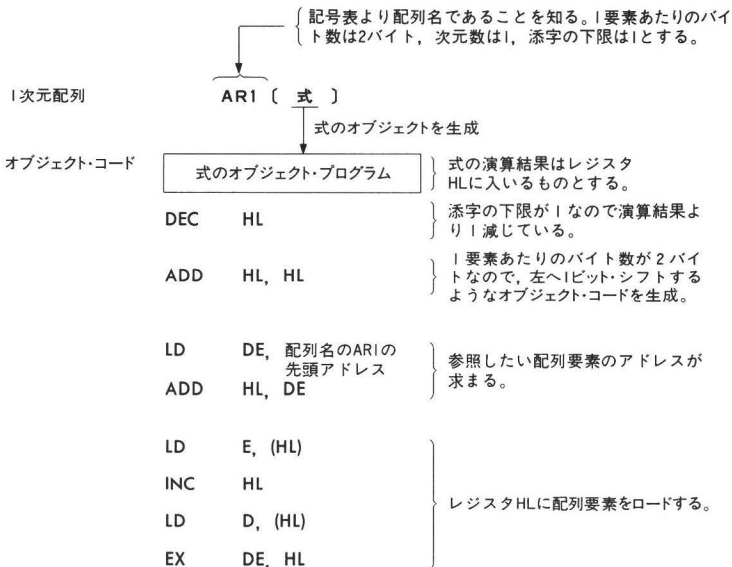 記号表より配列名であることを知る。1要素あたりのバイ
ト数は2バイト，次元数は1，添字の下限は1とする。
1次元配列
AR1 〔 式 〕
式のオブジェクトを生成
オブジェクト・コード
式のオブジェクト・プログラム
式の演算結果はレジスタ
HLに入いるものとする。
DEC HL
添字の下限が1なので演算結果よ
り1減じている。
ADD HL, HL
1要素あたりのバイト数が2バイ
トなので，左へ1ビット・シフトする
ようなオブジェクト・コードを生成。
LD DE, 配列名のAR1の
先頭アドレス
ADD HL, DE
参照したい配列要素のアドレスが
求まる。
LD E, (HL)
INC HL
LD D, (HL)
EX DE, HL
レジスタHLに配列要素をロードする。